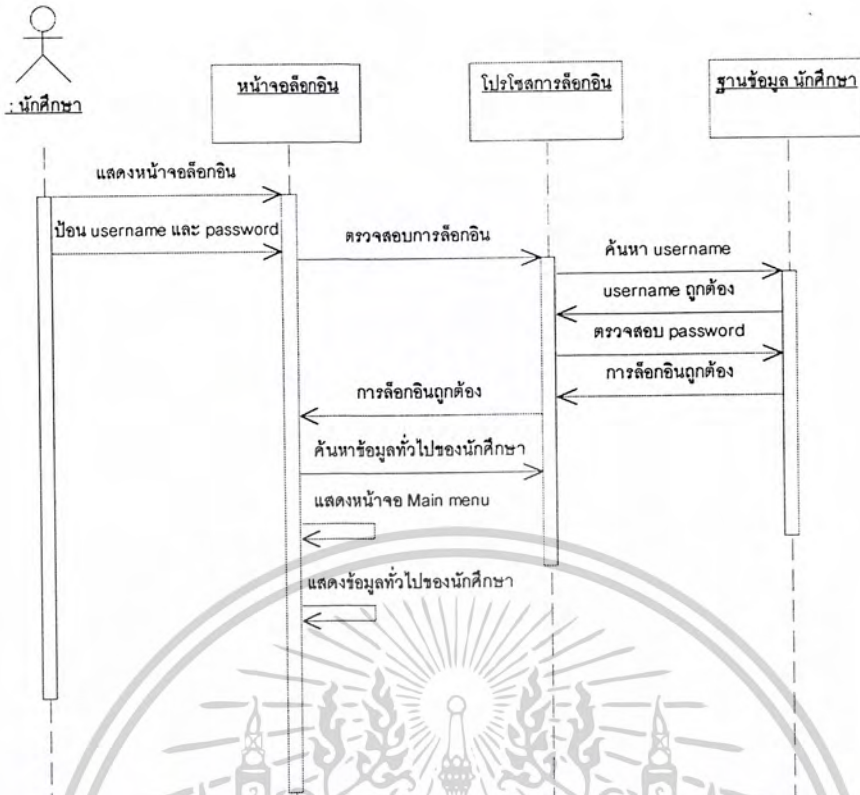 : นักศึกษา
หน้าจอล็อกอิน
โปรโซสการล็อกอิน
ฐานข้อมูล นักศึกษา
แสดงหน้าจอล็อกอิน
ป้อน username และ password
ตรวจสอบการล็อกอิน
ค้นหา username
username ถูกต้อง
ตรวจสอบ password
การล็อกอินถูกต้อง
การล็อกอินถูกต้อง
ค้นหาข้อมูลทั่วไปของนักศึกษา
แสดงหน้าจอ Main menu
แสดงข้อมูลทั่วไปของนักศึกษา